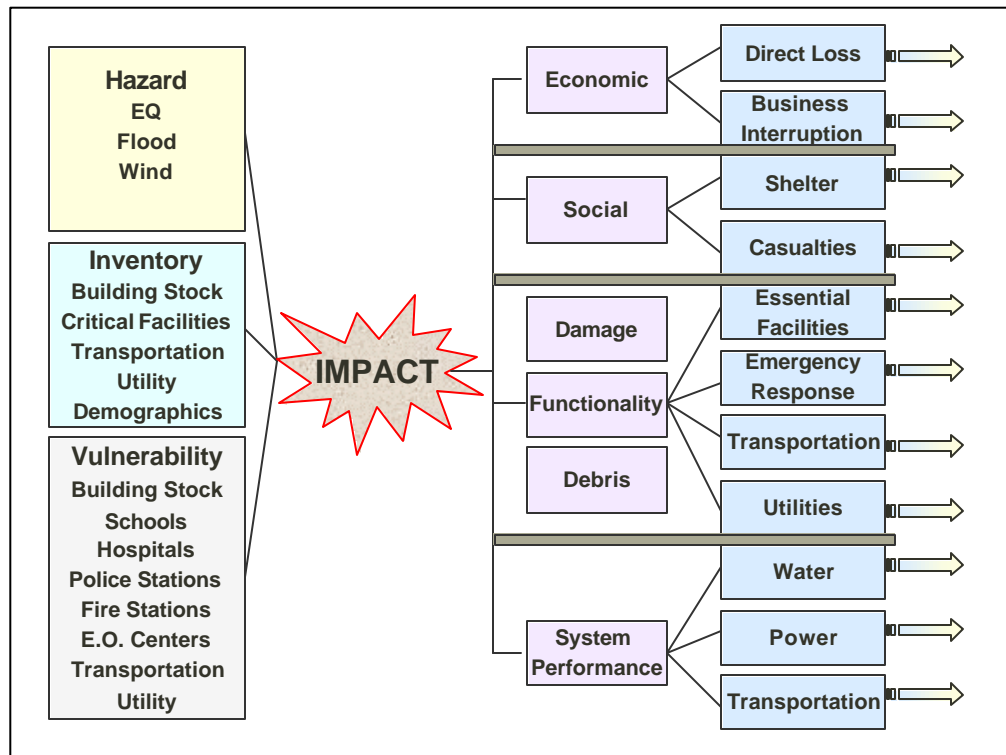 Hazard
EQ
Flood
Wind
Inventory
Building Stock
Critical Facilities
Transportation
Utility
Demographics
Vulnerability
Building Stock
Schools
Hospitals
Police Stations
Fire Stations
E.O. Centers
Transportation
Utility
IMPACT
Economic
Social
Damage
Functionality
Debris
System
Performance
Direct Loss
Business
Interruption
Shelter
Casualties
Essential
Facilities
Emergency
Response
Transportation
Utilities
Water
Power
Transportation